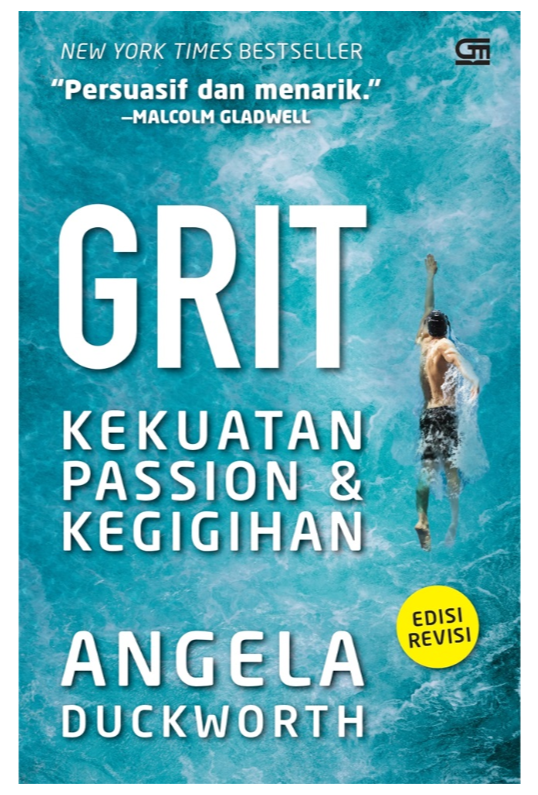 NEW YORK TIMES BESTSELLER
“Persuasif dan menarik.”
–MALCOLM GLADWELL
GRIT
KEKUATAN
PASSION &
KEGIGIHAN
EDISI
REVISI
ANGELA
DUCKWORTH